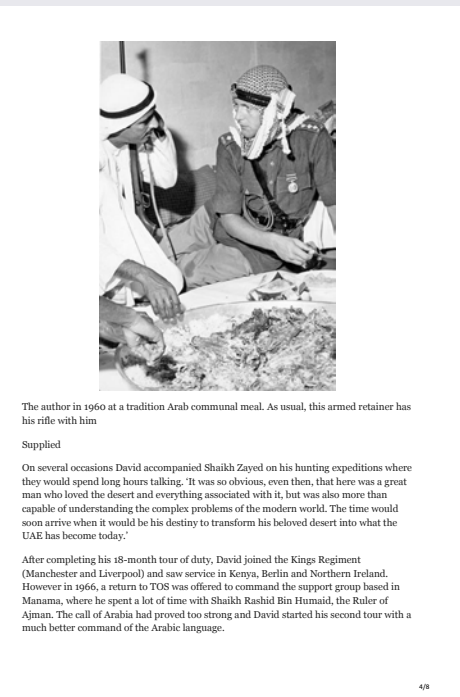 The author in 1960 at a tradition Arab communal meal. As usual, this armed retainer has
his rifle with him
Supplied
On several occasions David accompanied Shaikh Zayed on his hunting expeditions where
they would spend long hours talking. ‘It was so obvious, even then, that here was a great
man who loved the desert and everything associated with it, but was also more than
capable of understanding the complex problems of the modern world. The time would
soon arrive when it would be his destiny to transform his beloved desert into what the
UAE has become today.’
After completing his 18-month tour of duty, David joined the Kings Regiment
(Manchester and Liverpool) and saw service in Kenya, Berlin and Northern Ireland.
However in 1966, a return to TOS was offered to command the support group based in
Manama, where he spent a lot of time with Shaikh Rashid Bin Humaid, the Ruler of
Ajman. The call of Arabia had proved too strong and David started his second tour with a
much better command of the Arabic language.
4/8